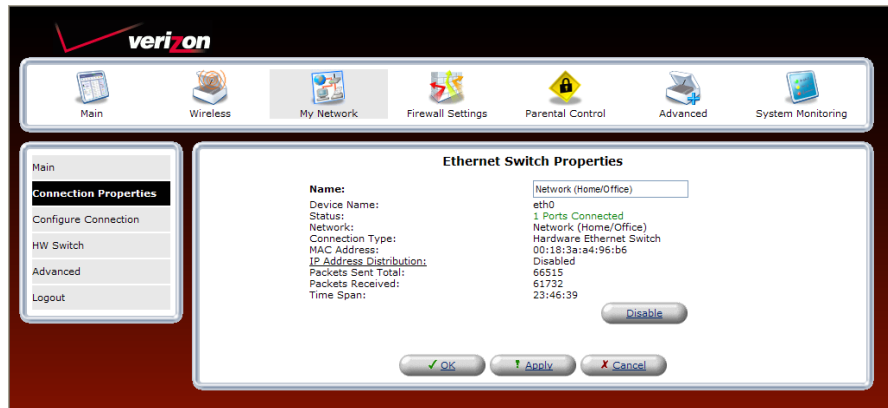 verizon
Main Wireless My Network Firewall Settings Parental Control Advanced System Monitoring
Main
Connection Properties
Configure Connection
HW Switch
Advanced
Logout
Ethernet Switch Properties
Name: Network (Home/Office)
Device Name: eth0
Status: 1 Ports Connected
Network: Network (Home/Office)
Connection Type: Hardware Ethernet Switch
MAC Address: 00:18:3a:a4:96:b6
IP Address Distribution: Disabled
Packets Sent Total: 66515
Packets Received: 61732
Time Span: 23:46:39
Disable
OK Apply Cancel